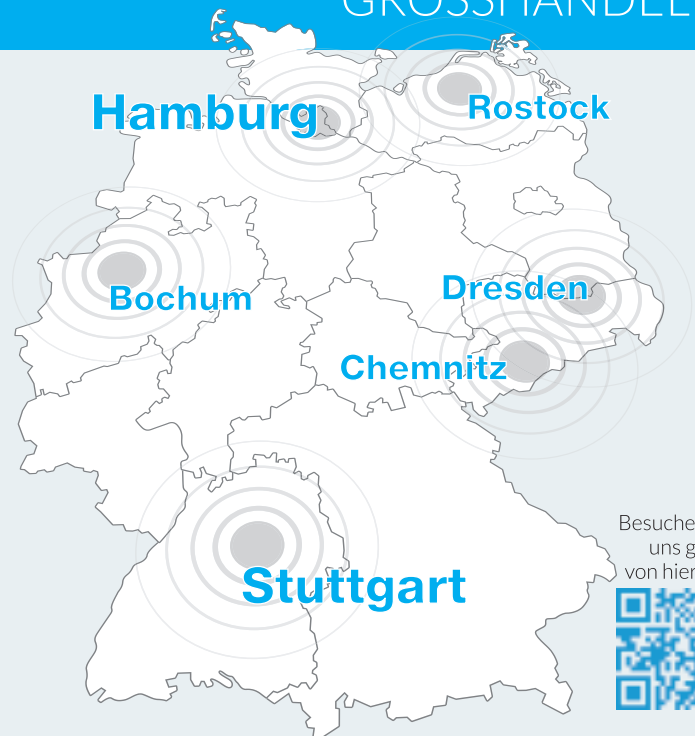 GROSSHANDEL
Hamburg
Rostock
Bochum
Dresden
Chemnitz
Stuttgart
Besuche
uns g
von hier